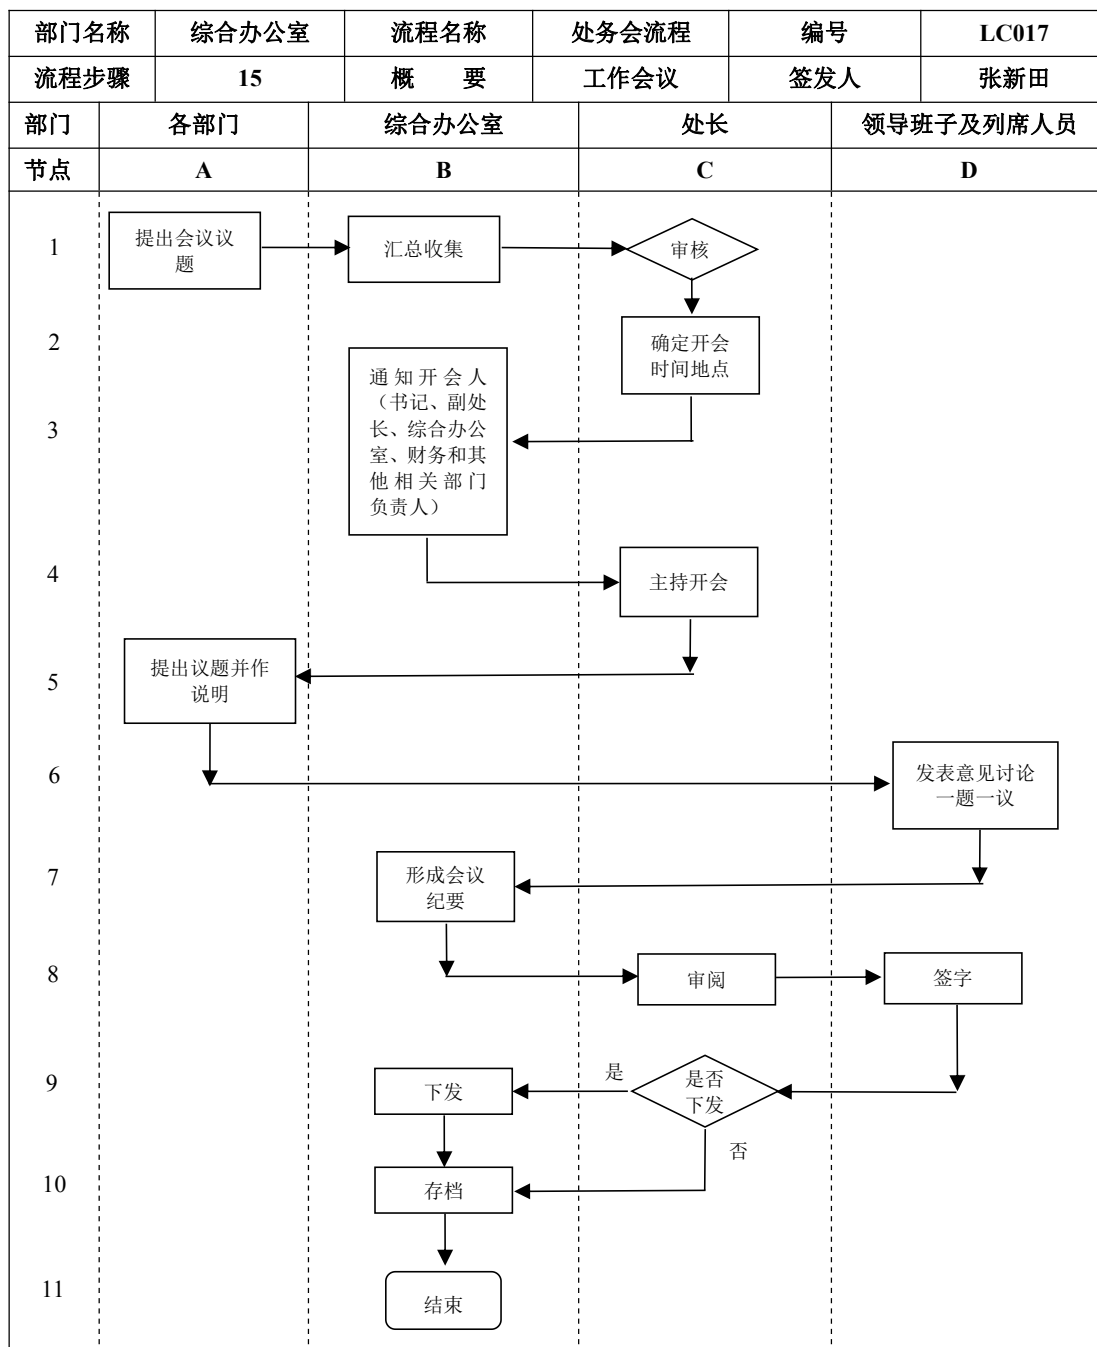 部门名称 综合办公室 流程名称 处务会流程 编号 LC017
流程步骤 15 概 要 工作会议 签发人 张新田
部门 各部门 综合办公室 处长 领导班子及列席人员
节点 A B C D
1
提出会议议
题
汇总收集
审核
2
确定开会
时间地点
3
通知开会人
（书记、副处
长、综合办公
室、财务和其
他相关部门
负责人）
4
主持开会
5
提出议题并作
说明
6
发表意见讨论
一题一议
7
形成会议
纪要
8
审阅
签字
9
下发
是
是否
下发
否
10
存档
11
结束